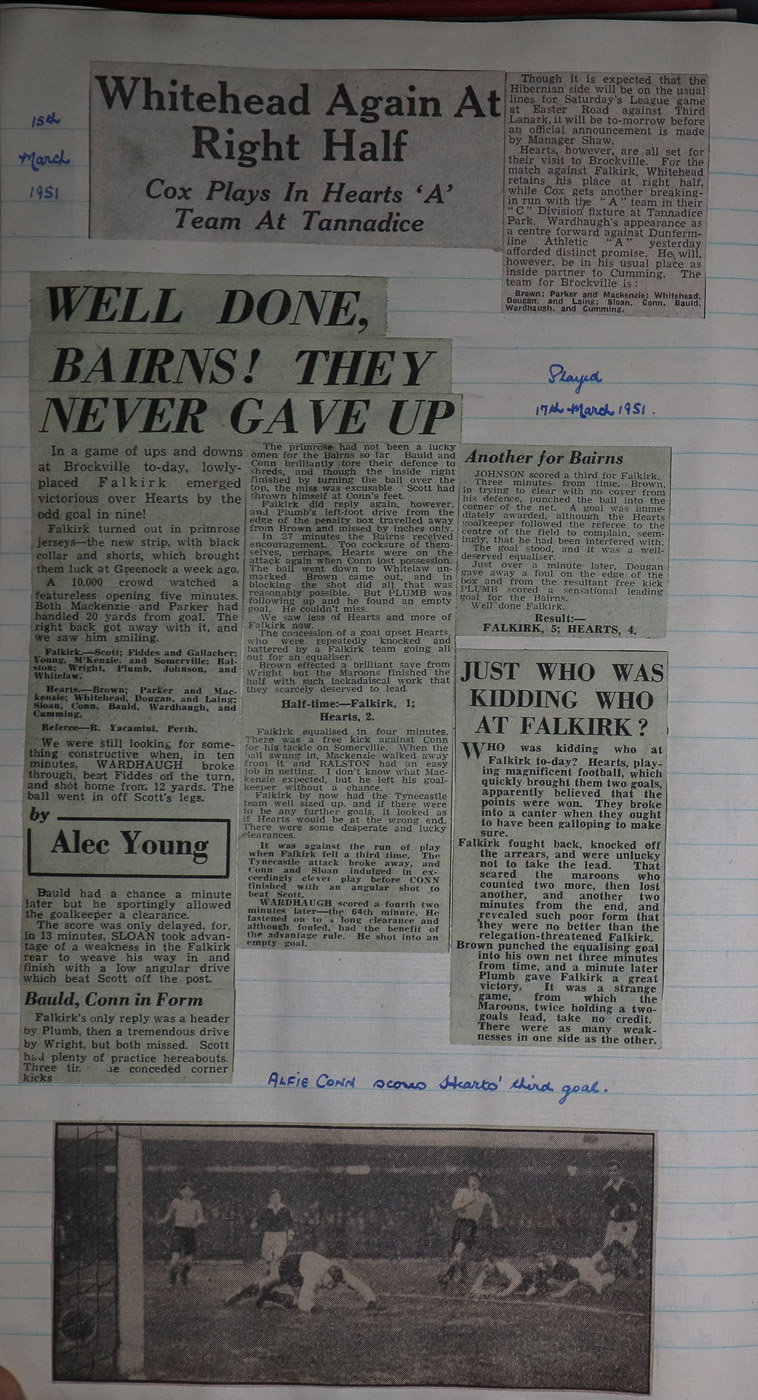 15th
March
1951
Whitehead Again At
Right Half
Cox Plays In Hearts ‘A’
Team At Tannadice
Though it is expected that the
Hibernian side will be on the usual
lines for Saturday's League game
at Easter Road against Third
Lanark, it will be to-morrow before
an official announcement is made
by Manager Shaw.
Hearts, however, are all set for
their visit to Brockville. For the
match against Falkirk, Whitehead
retains his place at right half,
while Cox gets another breaking-
in run with the "A" team in their
"C" Division fixture at Tannadice
Park. Wardhaugh's appearance as
a centre forward against Dunferm-
line Athletic "A" yesterday
afforded distinct promise. He will,
however, be in his usual place as
inside partner to Cumming. The
team for Brockville is:
Brown; Parker and Mackenzie; Whitehead,
Dougan, and Laing; Sloan, Conn, Bauld,
Wardhaugh, and Cumming.
WELL DONE,
BAIRNS! THEY
NEVER GAVE UP
Played
17th March 1951.
In a game of ups and downs
at Brockville to-day, lowly-
placed Falkirk emerged
victorious over Hearts by the
odd goal in nine!
Falkirk turned out in primrose
jerseys—the new strip, with black
collar and shorts, which brought
them luck at Greenock a week ago.
A 10,000 crowd watched a
featureless opening five minutes.
Both Mackenzie and Parker had
handled 20 yards from goal. The
right back got away with it, and
we saw him smiling.
Falkirk.—Scott; Fiddes and Gallacher;
Young, McKenzie, and Somerville; Ral-
ston; Wright, Plumb, Johnson, and
Whitelaw.
Hearts.—Brown; Parker and Mac-
kenzie; Whitehead, Dougan, and Laing;
Sloan, Conn, Bauld, Wardhaugh, and
Cumming.
Referee—R. Yacamini, Perth.
We were still looking for some-
thing constructive when, in ten
minutes, WARDHAUGH broke
through, beat Fiddes on the turn,
and shot home from 12 yards. The
ball went in off Scott's legs.
by
Alec Young
Bauld had a chance a minute
later but he sportingly allowed
the goalkeeper a clearance.
The score was only delayed, for,
in 13 minutes, SLOAN took advan-
tage of a weakness in the Falkirk
rear to weave his way in and
finish with a low angular drive
which beat Scott off the post.
Bauld, Conn in Form
Falkirk's only reply was a header
by Plumb, then a tremendous drive
by Wright, but both missed. Scott
had plenty of practice hereabouts.
Three conceded corner
kicks
The primrose had not been a lucky
omen for the Bairns so far Bauld and
Conn brilliantly tore their defence to
shreds, and though the inside right
finished by turning the ball over the
top, the miss was excusable Scott had
thrown himself at Conn's feet.
Falkirk did reply again, however,
and Plumb's left-foot drive from the
edge of the penalty box travelled away
from Brown and missed by inches only.
In 27 minutes the Bairns received
encouragement. Too cocksure of them-
selves, perhaps, Hearts were on the
attack again when Conn lost possession.
The ball went down to Whitelaw un-
marked Brown came out, and in
blocking the shot did all that was
reasonably possible. But PLUMB was
following up and he found an empty
goal. He couldn't miss.
We saw less of Hearts and more of
Falkirk now.
The concession of a goal upset Hearts,
who were repeatedly knocked and
battered by a Falkirk team going all
out for an equaliser.
Brown effected a brilliant save from
Wright but the Maroons finished the
half with such lackadaisical work that
they scarcely deserved to lead.
Half-time:—Falkirk, 1;
Hearts, 2.
Falkirk equalised in four minutes.
There was a free kick against Conn
for his tackle on Somerville. When the
ball swung in, Mackenzie walked away
from it and RALSTON had an easy
job in netting. I don't know what Mac-
kenzie expected, but he left his goal-
keeper without a chance.
Falkirk by now had the Tynecastle
team well sized up, and if there were
to be any further goals, it looked as
if Hearts would be at the wrong end.
There were some desperate and lucky
clearances.
It was against the run of play
when Falkirk fell a third time. The
Tynecastle attack broke away, and
Conn and Sloan indulged in ex-
ceedingly clever play before CONN
finished with an angular shot to
beat Scott.
WARDHAUGH scored a fourth two
minutes later—the 64th minute. He
fastened on to a long clearance and
although fouled, had the benefit of
the advantage rule. He shot into an
empty goal.
Another for Bairns
JOHNSON scored a third for Falkirk.
Three minutes from time, Brown,
in trying to clear with no cover from
his defence, punched the ball into the
corner of the net. A goal was imme-
diately awarded, although the Hearts
goalkeeper followed the referee to the
centre of the field to complain, seem-
ingly, that he had been interfered with.
The goal stood, and it was a well-
deserved equaliser.
Just over a minute later, Dougan
gave away a foul on the edge of the
box and from the resultant free kick
PLUMB scored a sensational leading
goal for the Bairns.
Well done Falkirk.
Result:—
FALKIRK, 5; HEARTS, 4.
JUST WHO WAS
KIDDING WHO
AT FALKIRK?
WHO was kidding who at
Falkirk to-day? Hearts, play-
ing magnificent football, which
quickly brought them two goals,
apparently believed that the
points were won. They broke
into a canter when they ought
to have been galloping to make
sure.
Falkirk fought back, knocked off
the arrears, and were unlucky
not to take the lead. That
scared the maroons who
counted two more, then lost
another, and another two
minutes from the end, and
revealed such poor form that
they were no better than the
relegation-threatened Falkirk.
Brown punched the equalising goal
into his own net three minutes
from time, and a minute later
Plumb gave Falkirk a great
victory. It was a strange
game, from which the
Maroons, twice holding a two-
goals lead, take no credit.
There were as many weak-
nesses in one side as the other.
ALFIE CONN scores Hearts' third goal.